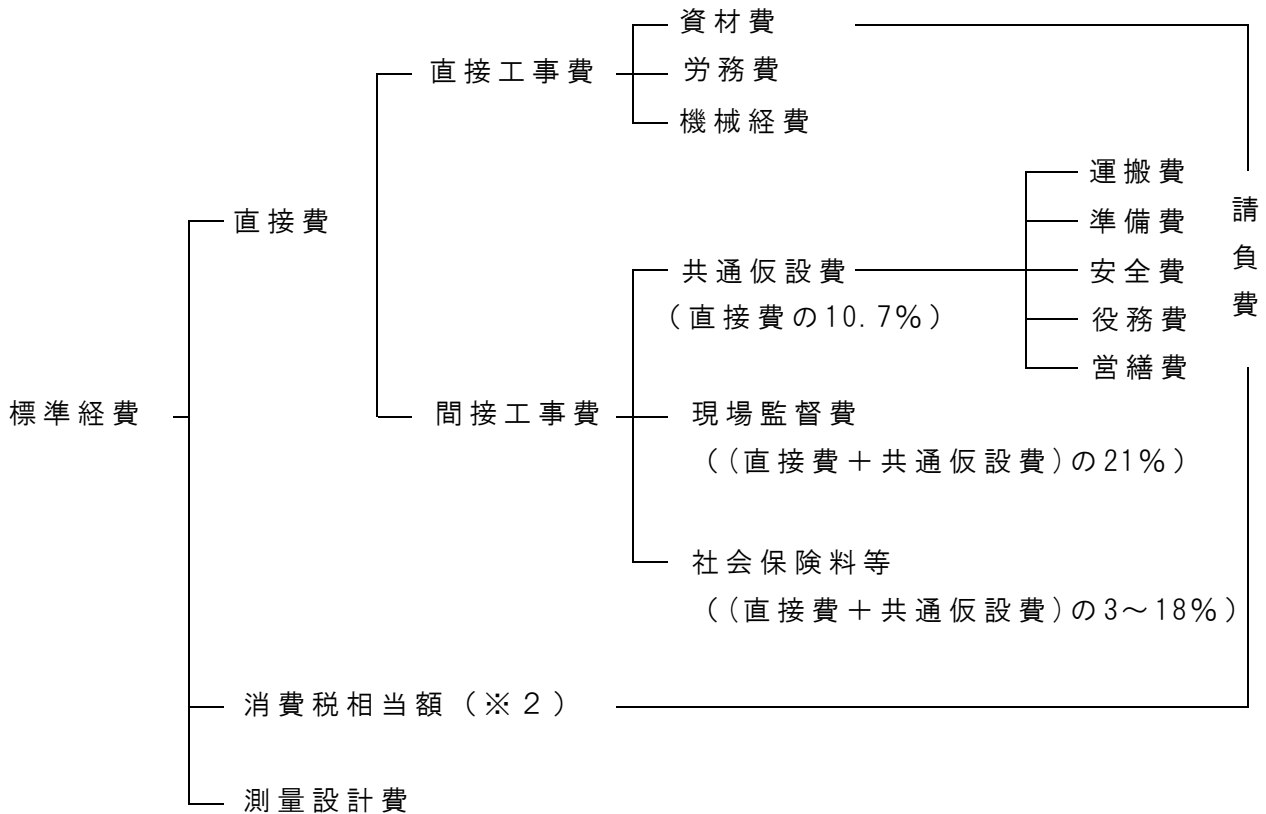 資材費
直接工事費
労務費
機械経費
運搬費
直接費
準備費
請負費
共通仮設費
安全費
（直接費の10.7％）
役務費
営繕費
標準経費
間接工事費
現場監督費
（（直接費＋共通仮設費）の21％）
社会保険料等
（（直接費＋共通仮設費）の3～18％）
消費税相当額（※２）
測量設計費